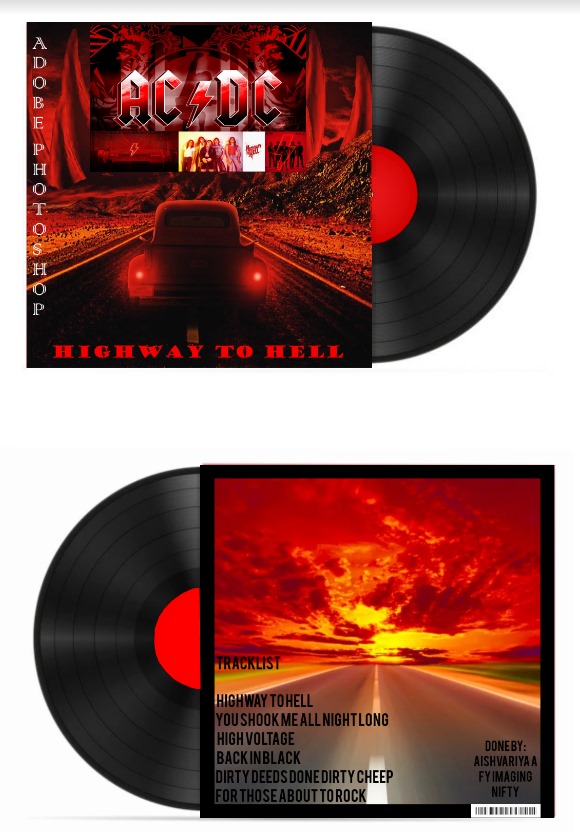 ADOBE PHOTOSHOP
AC DC
HIGHWAY TO HELL
TRACKLIST
HIGHWAY TO HELL
YOU SHOOK ME ALL NIGHT LONG
HIGH VOLTAGE
BACK IN BLACK
DIRTY DEEDS DONE DIRTY CHEEP
FOR THOSE ABOUT TO ROCK
DONE BY:
AISHVARIYA A
FY IMAGING
NIFTY